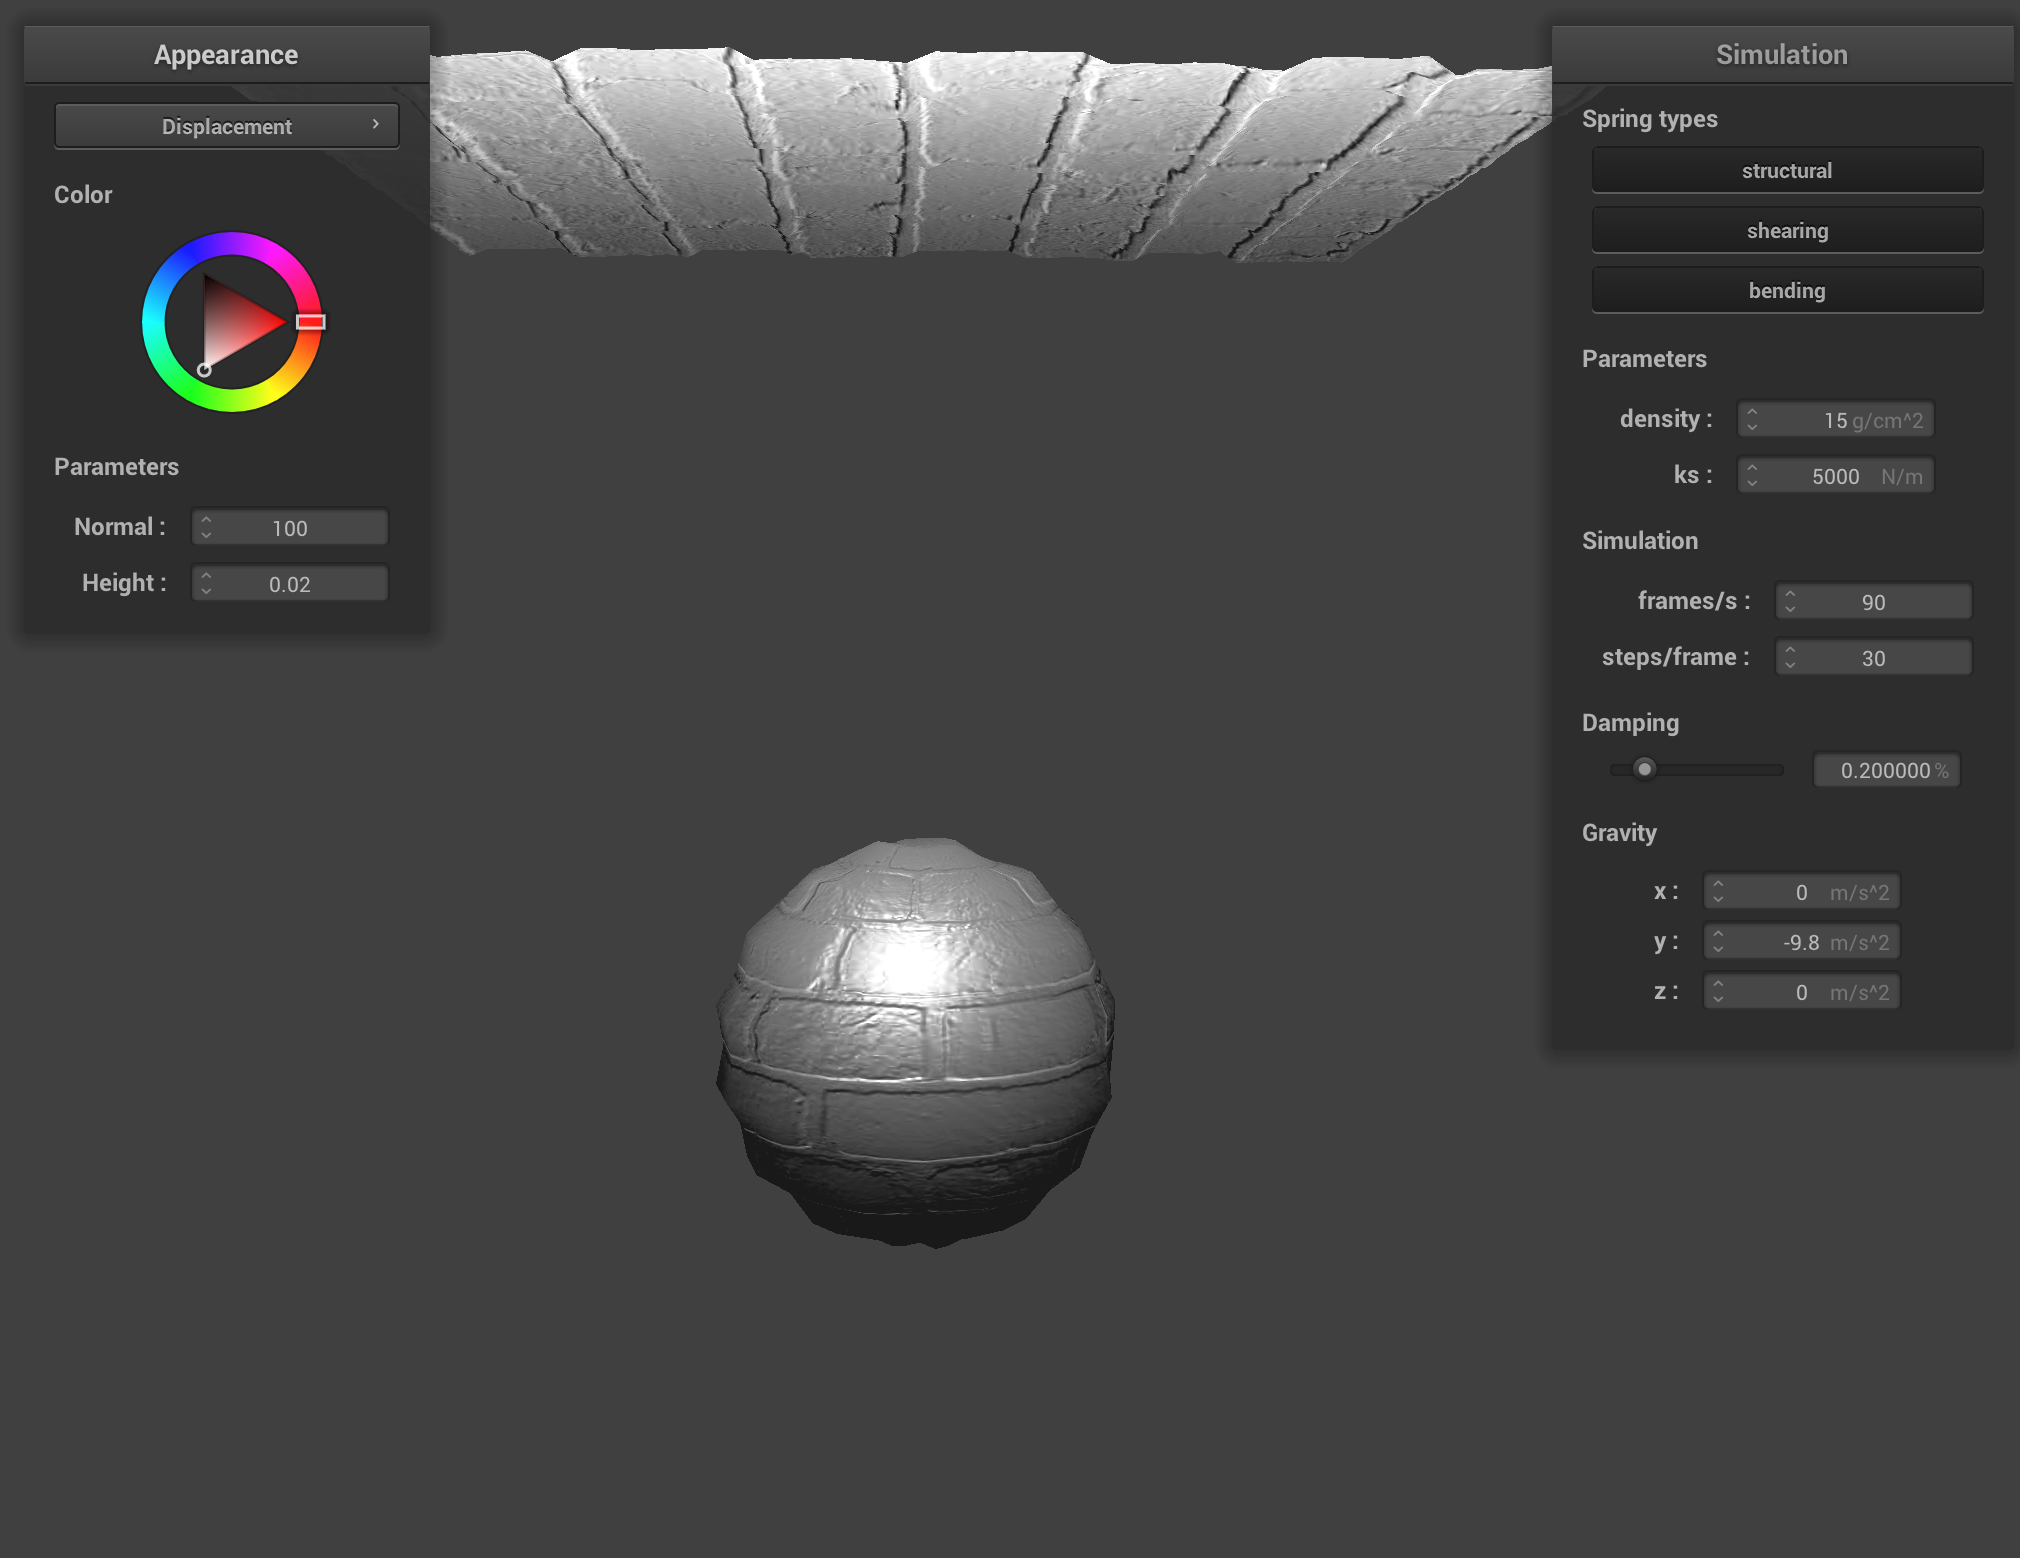 Appearance
Displacement
Color
Parameters
Normal : 100
Height : 0.02
Simulation
Spring types
structural
shearing
bending
Parameters
density : 15 g/cm^2
ks : 5000 N/m
Simulation
frames/s : 90
steps/frame : 30
Damping
0.200000 %
Gravity
x : 0 m/s^2
y : -9.8 m/s^2
z : 0 m/s^2